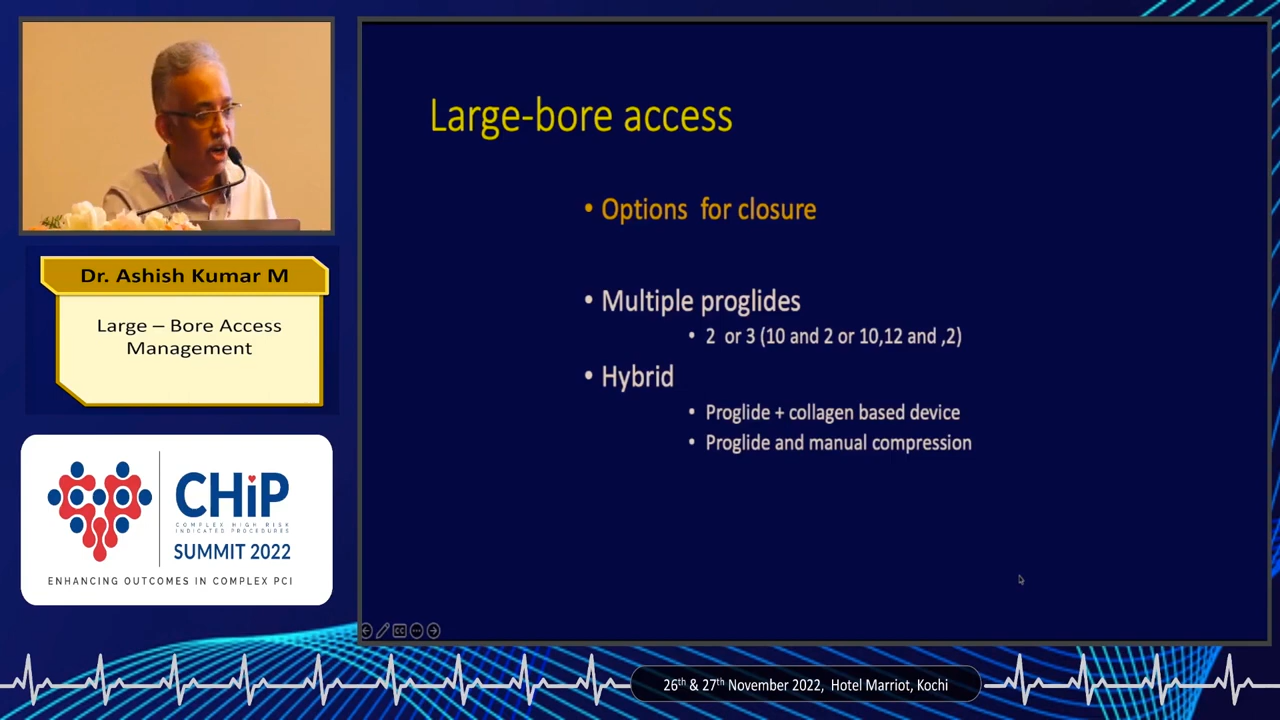 Large-bore access
• Options for closure
• Multiple proglides
• 2 or 3 (10 and 2 or 10,12 and ,2)
• Hybrid
• Proglide + collagen based device
• Proglide and manual compression
Dr. Ashish Kumar M
Large – Bore Access
Management
CHiP
COMPLEX HIGH RISK
INDICATED PROCEDURES
SUMMIT 2022
ENHANCING OUTCOMES IN COMPLEX PCI
CC
26th & 27th November 2022, Hotel Marriot, Kochi